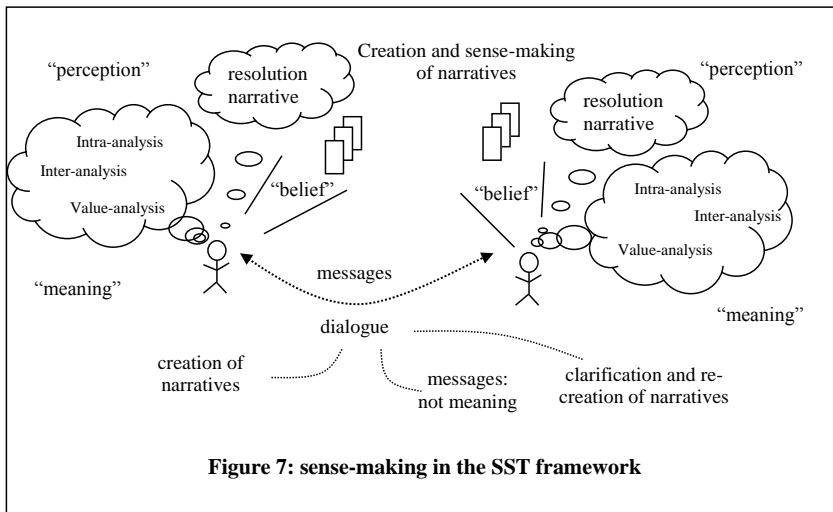 Creation and sense-making
of narratives
“perception”
resolution
narrative
“perception”
resolution
narrative
Intra-analysis
Inter-analysis
Value-analysis
“belief”
“belief”
Intra-analysis
Inter-analysis
Value-analysis
“meaning”
messages
“meaning”
dialogue
creation of
narratives
messages:
not meaning
clarification and re-
creation of narratives
Figure 7: sense-making in the SST framework